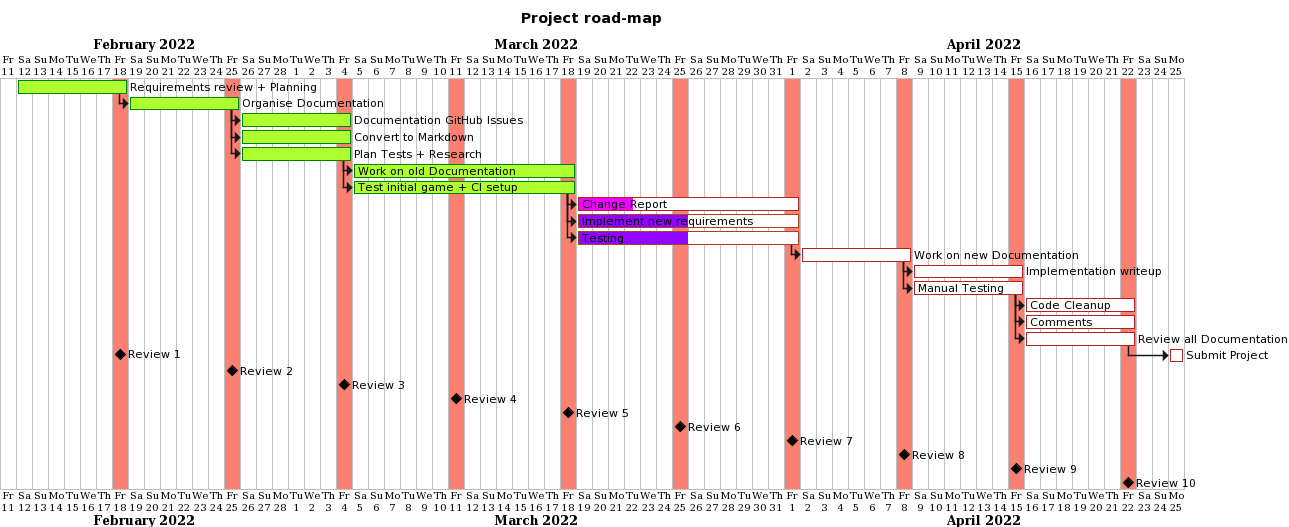 Project road-map
February 2022 March 2022 April 2022
Fr Sa Su Mo Tu We Th Fr Sa Su Mo Tu We Th Fr Sa Su Mo Tu We Th Fr Sa Su Mo Tu We Th Fr Sa Su Mo Tu We Th Fr Sa Su Mo Tu We Th Fr Sa Su Mo Tu We Th Fr Sa Su Mo Tu We Th Fr Sa Su Mo Tu We Th Fr Sa Su Mo Tu We Th Fr Sa Su Mo
11 12 13 14 15 16 17 18 19 20 21 22 23 24 25 26 27 28 1 2 3 4 5 6 7 8 9 10 11 12 13 14 15 16 17 18 19 20 21 22 23 24 25 26 27 28 29 30 31 1 2 3 4 5 6 7 8 9 10 11 12 13 14 15 16 17 18 19 20 21 22 23 24 25
Requirements review + Planning
Organise Documentation
Documentation GitHub Issues
Convert to Markdown
Plan Tests + Research
Work on old Documentation
Test initial game + CI setup
Change Report
Implement new requirements
Testing
Work on new Documentation
Implementation writeup
Manual Testing
Code Cleanup
Comments
Review all Documentation
Review 1
Submit Project
Review 2
Review 3
Review 4
Review 5
Review 6
Review 7
Review 8
Review 9
Review 10
Fr Sa Su Mo Tu We Th Fr Sa Su Mo Tu We Th Fr Sa Su Mo Tu We Th Fr Sa Su Mo Tu We Th Fr Sa Su Mo Tu We Th Fr Sa Su Mo Tu We Th Fr Sa Su Mo Tu We Th Fr Sa Su Mo Tu We Th Fr Sa Su Mo Tu We Th Fr Sa Su Mo Tu We Th Fr Sa Su Mo
11 12 13 14 15 16 17 18 19 20 21 22 23 24 25 26 27 28 1 2 3 4 5 6 7 8 9 10 11 12 13 14 15 16 17 18 19 20 21 22 23 24 25 26 27 28 29 30 31 1 2 3 4 5 6 7 8 9 10 11 12 13 14 15 16 17 18 19 20 21 22 23 24 25
February 2022 March 2022 April 2022